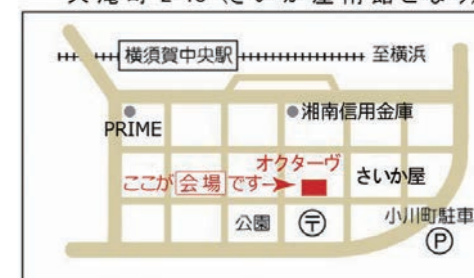 横須賀中央駅 至横浜
PRIME
湘南信用金庫
オクターヴ
ここが会場です
さいか屋
公園 〒
小川町駐車
P